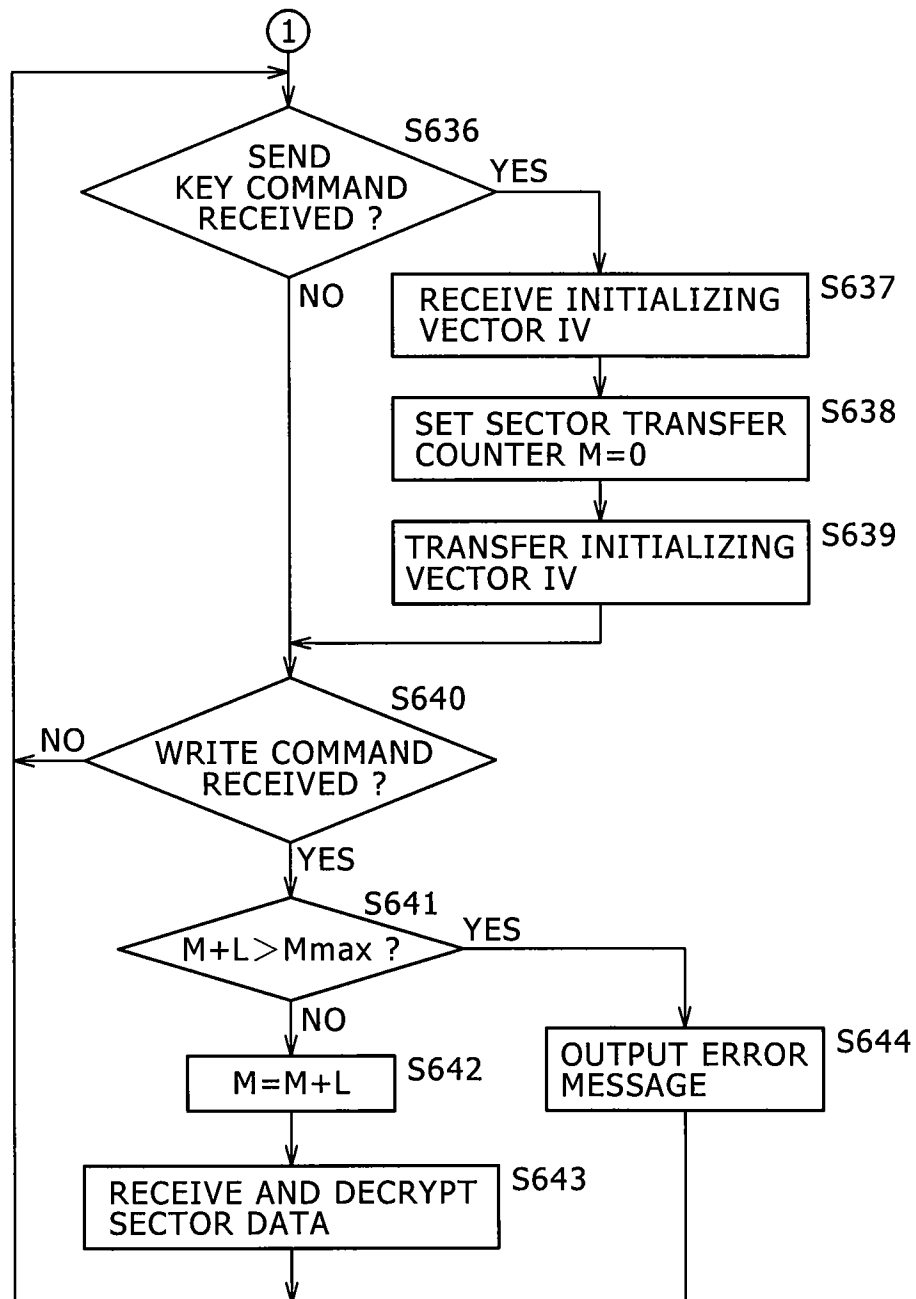 1
S636
SEND
KEY COMMAND
RECEIVED ?
YES
NO
S637
RECEIVE INITIALIZING
VECTOR IV
S638
SET SECTOR TRANSFER
COUNTER M=0
S639
TRANSFER INITIALIZING
VECTOR IV
S640
NO
WRITE COMMAND
RECEIVED ?
YES
S641
M+L>Mmax ?
YES
NO
S642
M=M+L
S644
OUTPUT ERROR
MESSAGE
S643
RECEIVE AND DECRYPT
SECTOR DATA